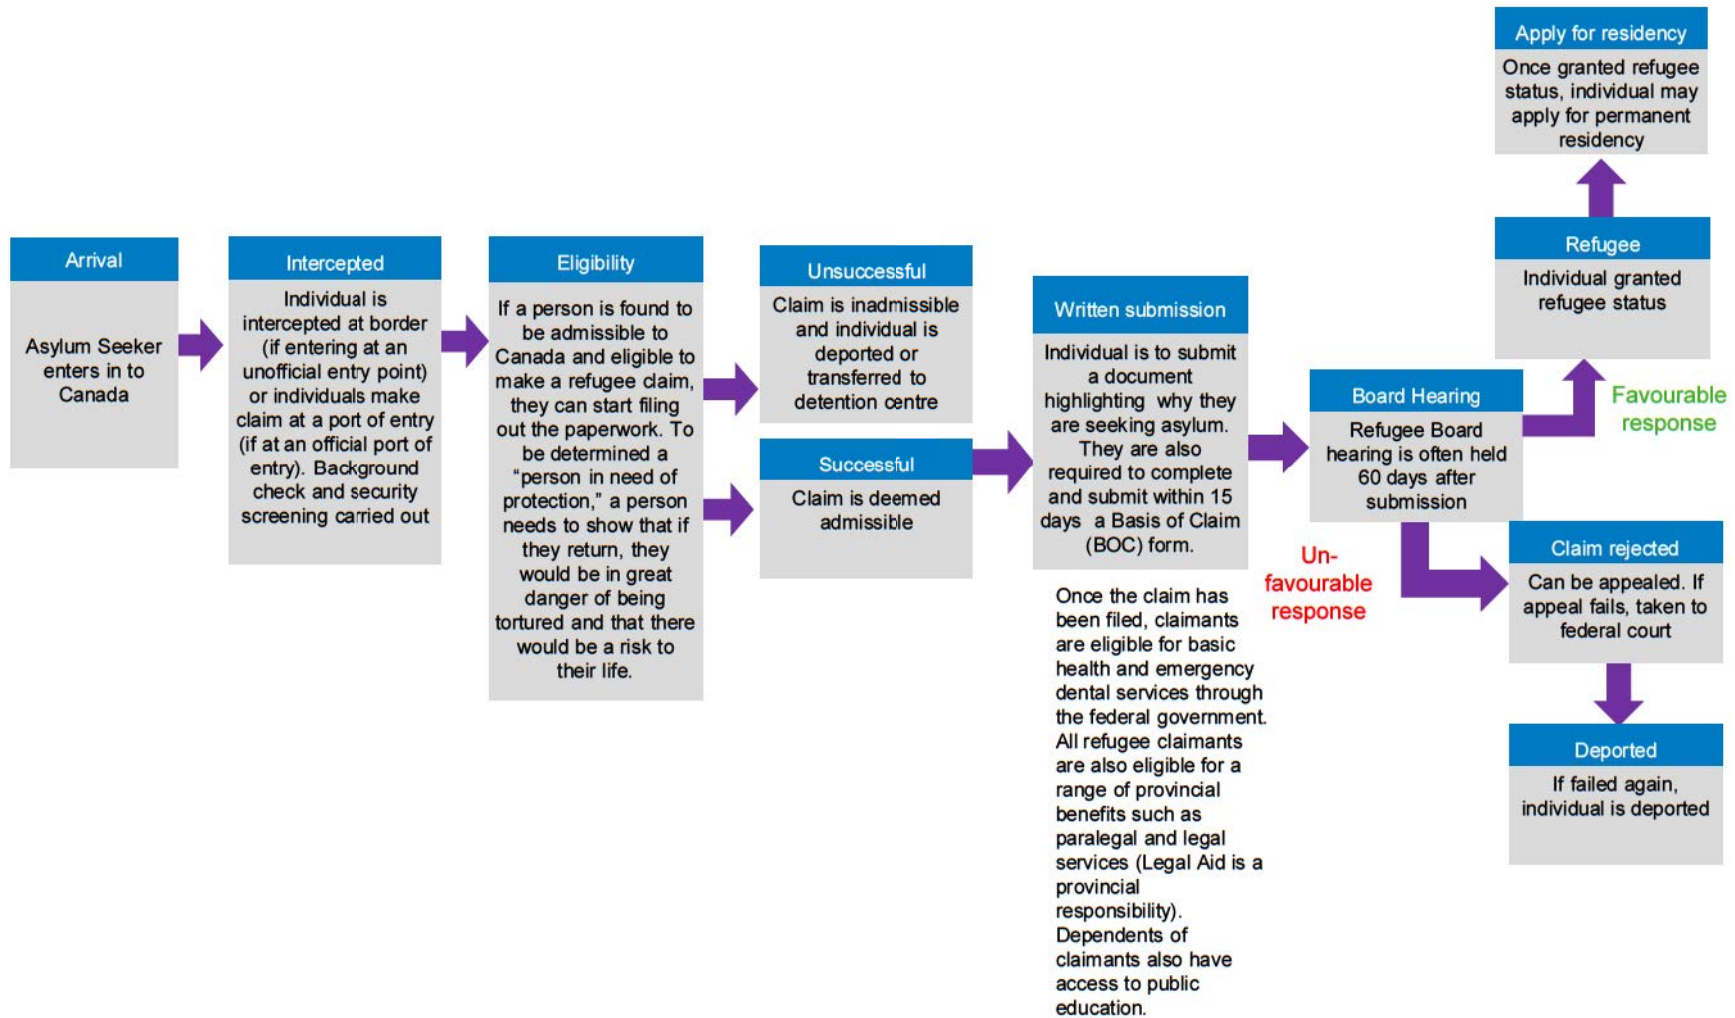 Arrival
Asylum Seeker
enters in to
Canada
Intercepted
Individual is
intercepted at border
(if entering at an
unofficial entry point)
or individuals make
claim at a port of entry
(if at an official port of
entry). Background
check and security
screening carried out
Eligibility
If a person is found to
be admissible to
Canada and eligible to
make a refugee claim,
they can start filing
out the paperwork. To
be determined a
“person in need of
protection,” a person
needs to show that if
they return, they
would be in great
danger of being
tortured and that there
would be a risk to
their life.
Unsuccessful
Claim is inadmissible
and individual is
deported or
transferred to
detention centre
Successful
Claim is deemed
admissible
Written submission
Individual is to submit
a document
highlighting why they
are seeking asylum.
They are also
required to complete
and submit within 15
days a Basis of Claim
(BOC) form.
Once the claim has
been filed, claimants
are eligible for basic
health and emergency
dental services through
the federal government.
All refugee claimants
are also eligible for a
range of provincial
benefits such as
paralegal and legal
services (Legal Aid is a
provincial
responsibility).
Dependents of
claimants also have
access to public
education.
Board Hearing
Refugee Board
hearing is often held
60 days after
submission
Favourable
response
Refugee
Individual granted
refugee status
Apply for residency
Once granted refugee
status, individual may
apply for permanent
residency
Un-
favourable
response
Claim rejected
Can be appealed. If
appeal fails, taken to
federal court
Deported
If failed again,
individual is deported